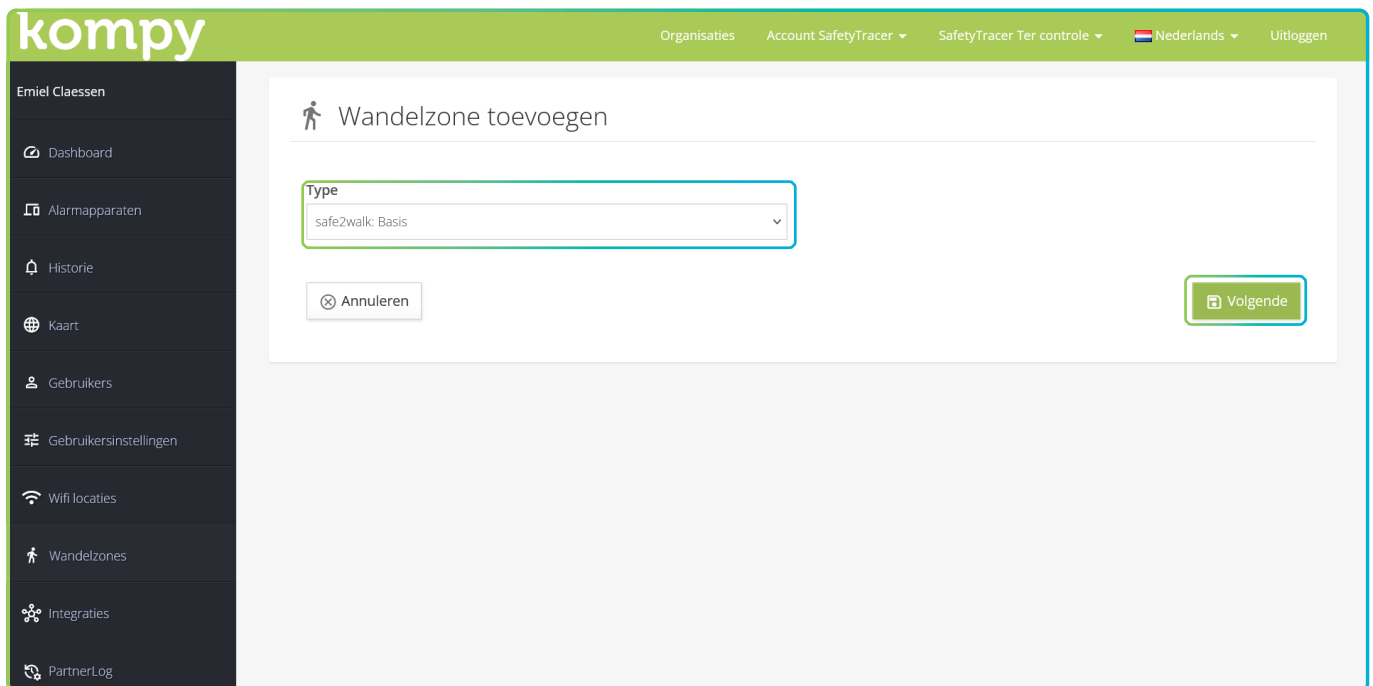 kompy
Organisaties
Account SafetyTracer
SafetyTracer Ter controle
Nederlands
Uitloggen
Emiel Claessen
Dashboard
Alarmapparaten
Historie
Kaart
Gebruikers
Gebruikersinstellingen
Wifi locaties
Wandelzones
Integraties
PartnerLog
Wandelzone toevoegen
Type
safe2walk: Basis
Annuleren
Volgende